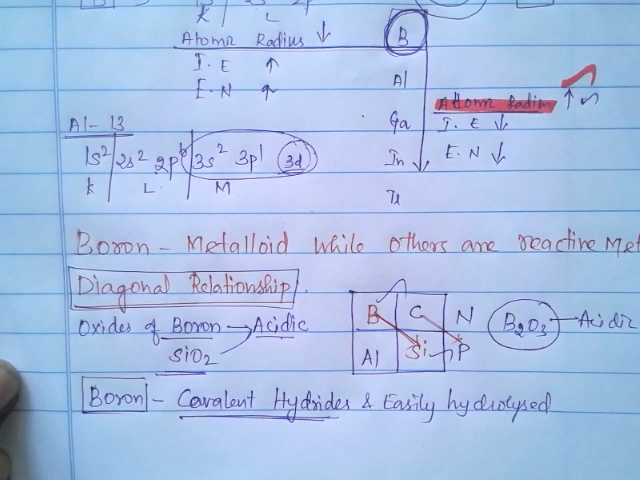 K L
Atomic Radius ↓
I. E ↑
E. N ↑
B
Al
Ga
In
Tl
Atomic Radius ↑
I. E ↓
E. N ↓
Al - 13
1s² 2s² 2p⁶ 3s² 3p¹ 3d
K L M
Boron - Metalloid while others are reactive Met
Diagonal Relationship.
Oxides of Boron → Acidic
SiO2
B C N
Al Si P
B2O3 - Acidic
Boron - Covalent Hydrides & Easily hydrolysed